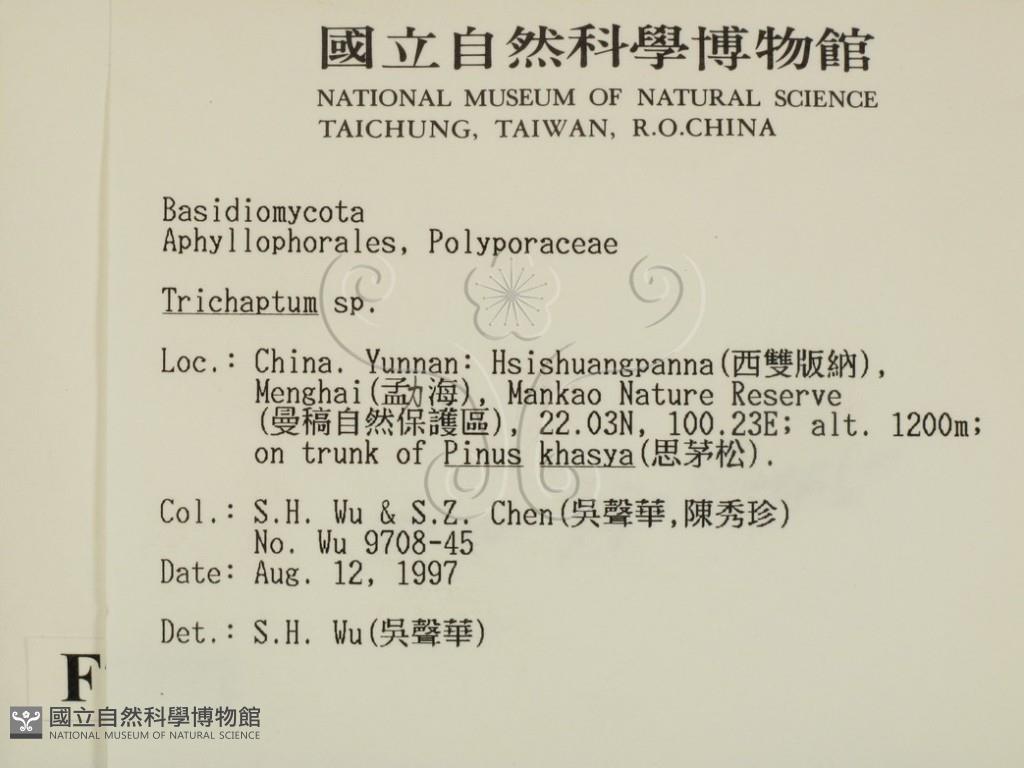 國立自然科學博物館
NATIONAL MUSEUM OF NATURAL SCIENCE
TAICHUNG, TAIWAN, R.O.CHINA
Basidiomycota
Aphyllophorales, Polyporaceae
Trichaptum sp.
Loc.: China. Yunnan: Hsishuangpanna(西雙版納),
Menghai(孟力海), Mankao Nature Reserve
(曼稿自然保護區), 22.03N, 100.23E; alt. 1200m;
on trunk of Pinus khasya(思茅松).
Col.: S.H. Wu & S.Z. Chen(吳聲華,陳秀珍)
No. Wu 9708-45
Date: Aug. 12, 1997
Det.: S.H. Wu(吳聲華)
F
國立自然科學博物館
NATIONAL MUSEUM OF NATURAL SCIENCE